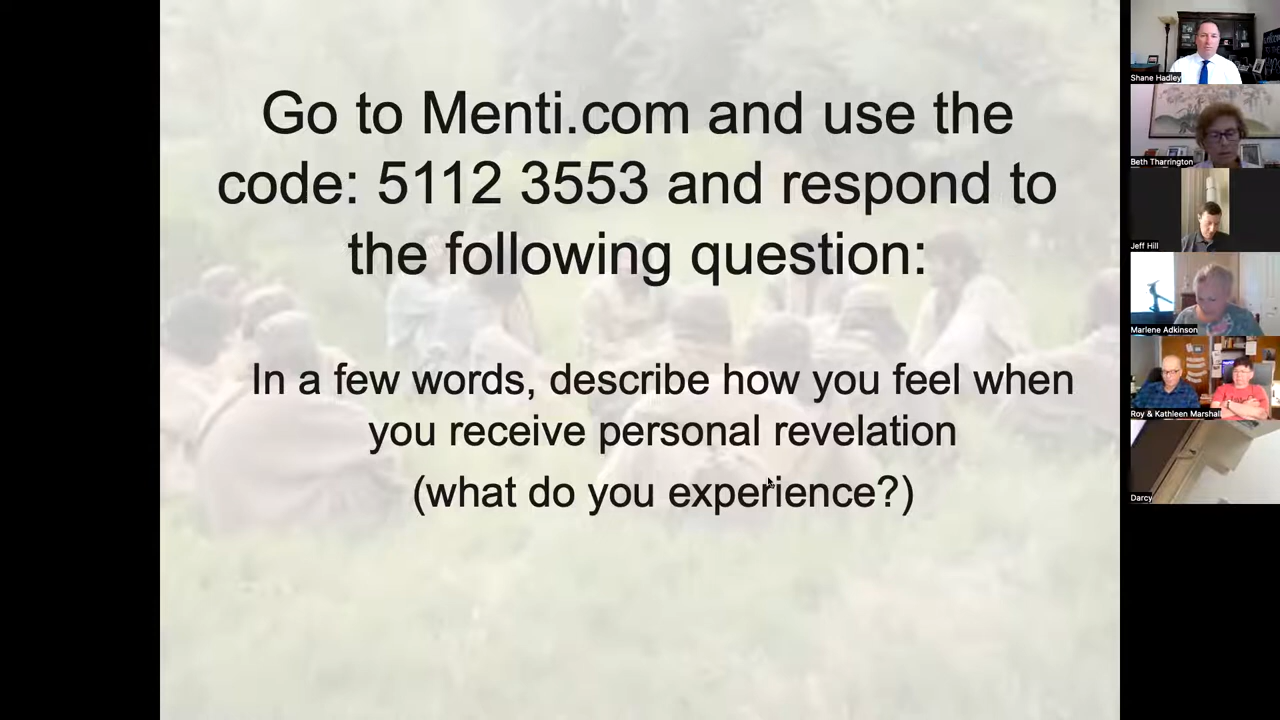 Go to Menti.com and use the
code: 5112 3553 and respond to
the following question:
In a few words, describe how you feel when
you receive personal revelation
(what do you experience?)
Shane Hadley
Beth Tharrington
Jeff Hill
Marlene Adkinson
Roy & Kathleen Marshall
Darcy